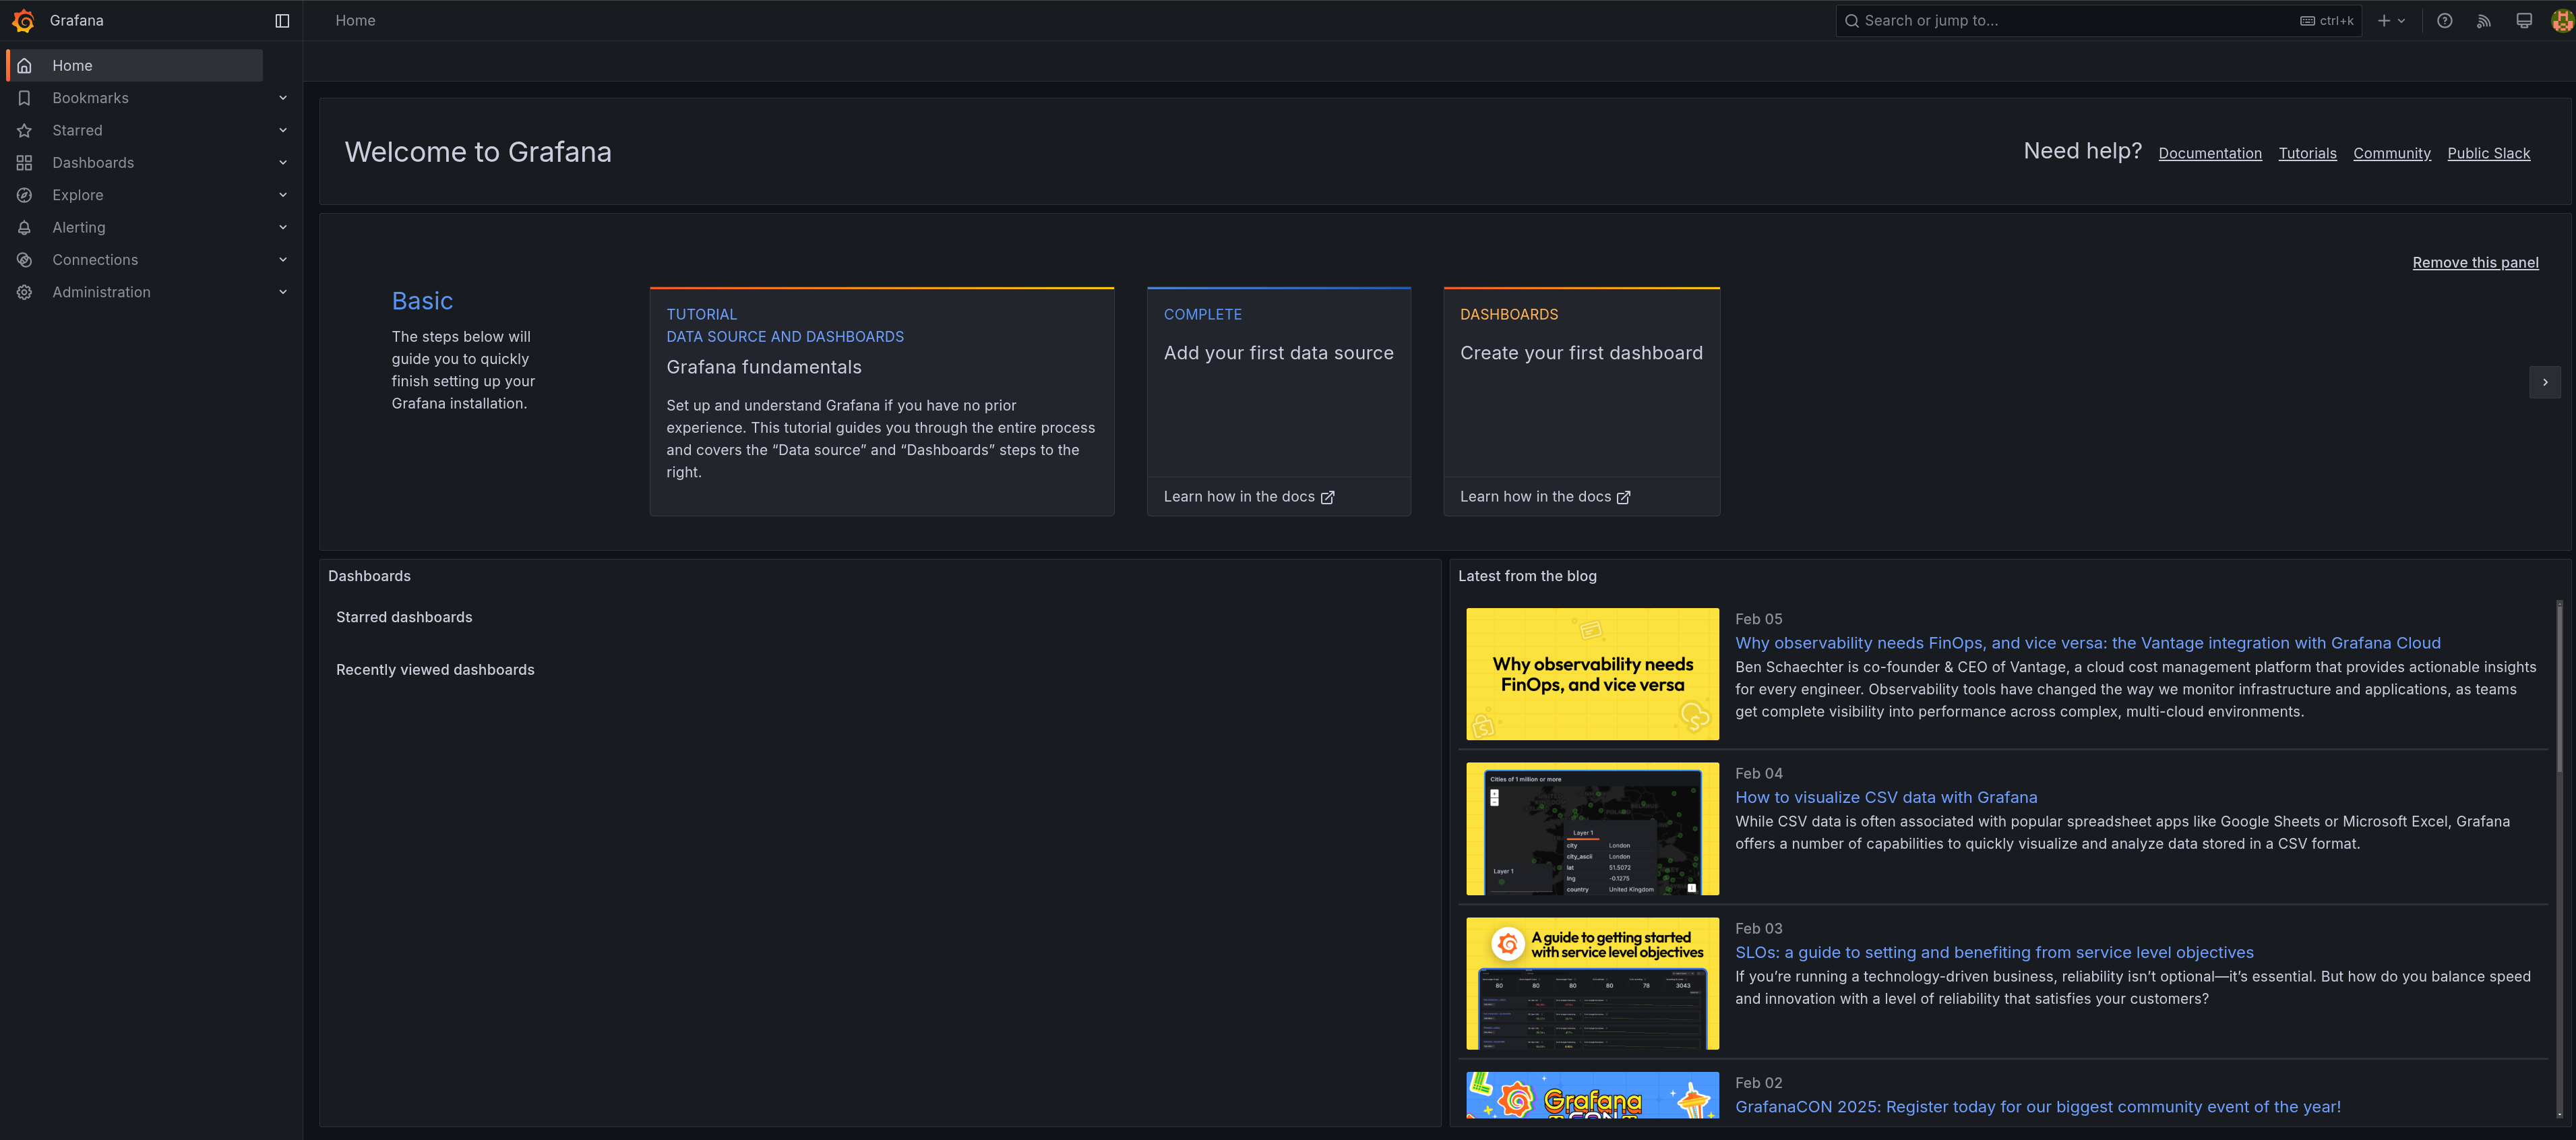 Grafana
Home
Search or jump to...
ctrl+k
Home
Bookmarks
Starred
Dashboards
Explore
Alerting
Connections
Administration
Welcome to Grafana
Need help?
Documentation
Tutorials
Community
Public Slack
Remove this panel
Basic
The steps below will
guide you to quickly
finish setting up your
Grafana installation.
TUTORIAL
DATA SOURCE AND DASHBOARDS
Grafana fundamentals
Set up and understand Grafana if you have no prior
experience. This tutorial guides you through the entire process
and covers the “Data source” and “Dashboards” steps to the
right.
COMPLETE
Add your first data source
Learn how in the docs
DASHBOARDS
Create your first dashboard
Learn how in the docs
Dashboards
Starred dashboards
Recently viewed dashboards
Latest from the blog
Why observability needs
FinOps, and vice versa
Feb 05
Why observability needs FinOps, and vice versa: the Vantage integration with Grafana Cloud
Ben Schaechter is co-founder & CEO of Vantage, a cloud cost management platform that provides actionable insights
for every engineer. Observability tools have changed the way we monitor infrastructure and applications, as teams
get complete visibility into performance across complex, multi-cloud environments.
Cities of 1 million or more
Layer 1
city London
city_ascii London
lat 51.5072
lng -0.1275
country United Kingdom
Layer 1
Feb 04
How to visualize CSV data with Grafana
While CSV data is often associated with popular spreadsheet apps like Google Sheets or Microsoft Excel, Grafana
offers a number of capabilities to quickly visualize and analyze data stored in a CSV format.
A guide to getting started
with service level objectives
80 80 80 80 78 3043
Feb 03
SLOs: a guide to setting and benefiting from service level objectives
If you’re running a technology-driven business, reliability isn’t optional—it’s essential. But how do you balance speed
and innovation with a level of reliability that satisfies your customers?
Grafana
CON
Feb 02
GrafanaCON 2025: Register today for our biggest community event of the year!